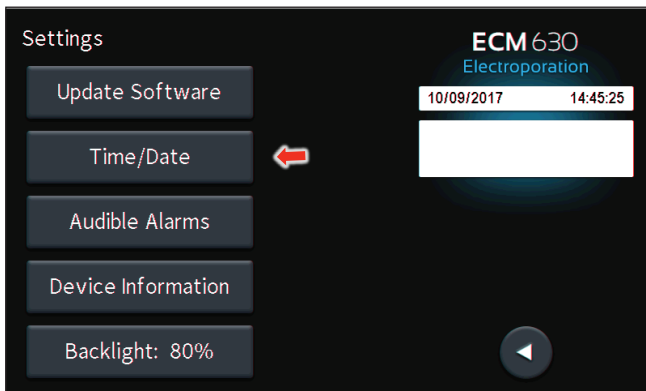 Settings
Update Software
Time/Date
Audible Alarms
Device Information
Backlight: 80%
ECM 630
Electroporation
10/09/2017 14:45:25